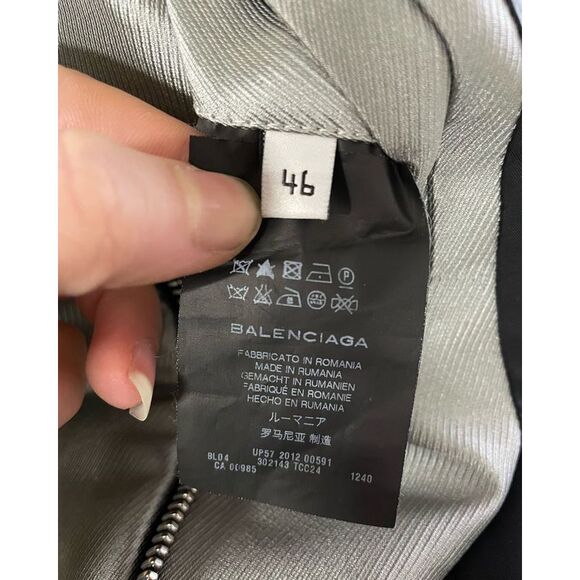 46
P
BALENCIAGA
FABBRICATO IN ROMANIA
MADE IN RUMANIA
GEMACHT IN RUMANIEN
FABRIQUÉ EN ROMANIE
HECHO EN RUMANIA
ルーマニア
罗马尼亚 制造
BL04 UP57 2012 00591
CA 00985 302143 TCC24 1240